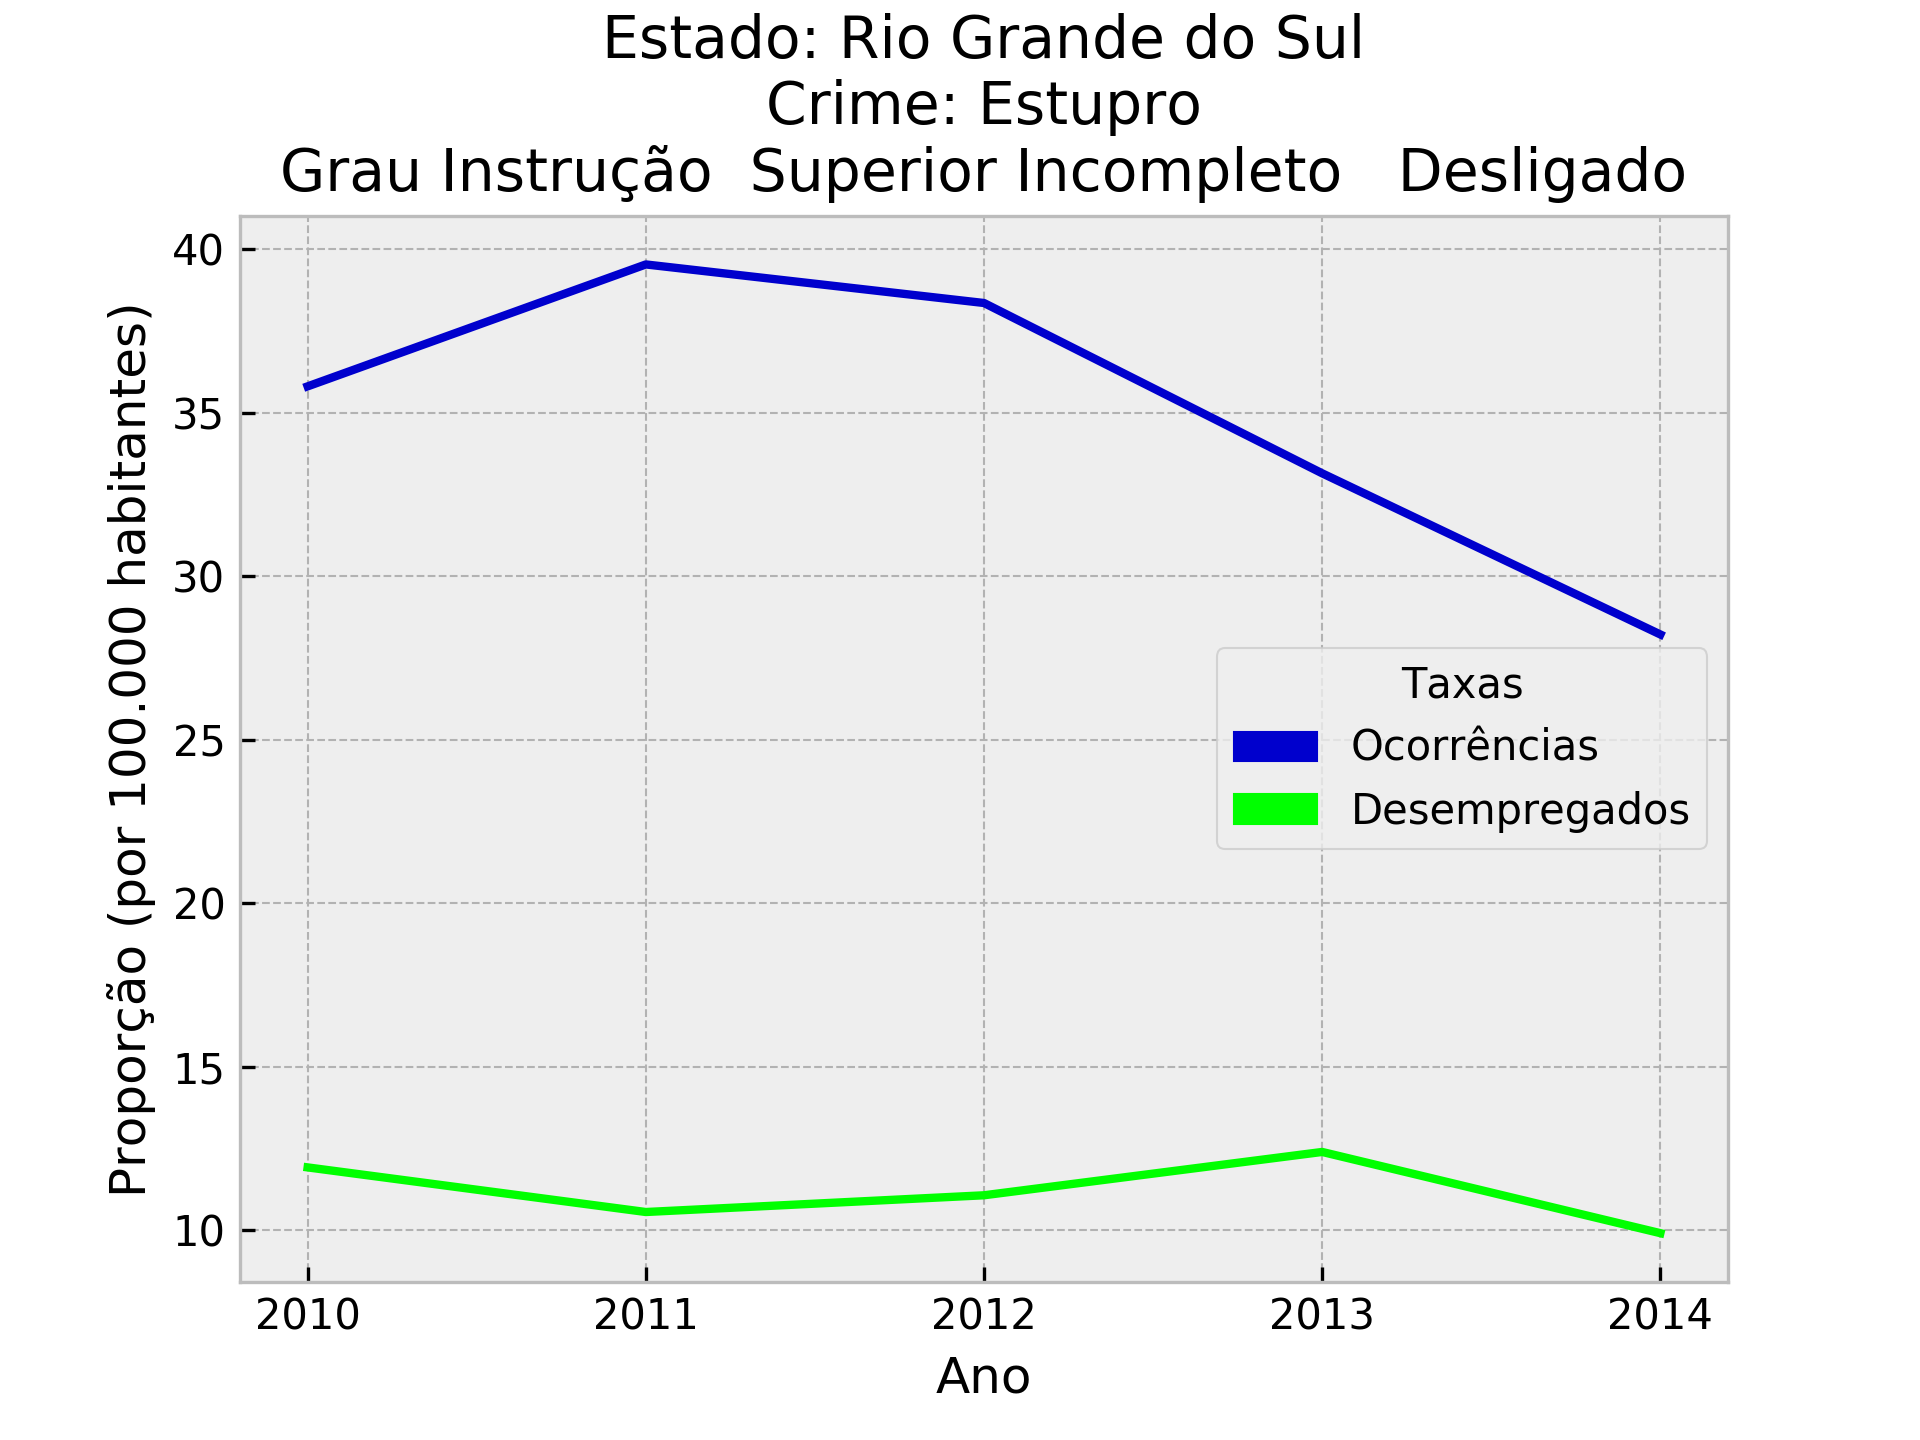 Estado: Rio Grande do Sul
Crime: Estupro
Grau Instrução  Superior Incompleto   Desligado
Proporção (por 100.000 habitantes)
40
35
30
25
20
15
10
Taxas
Ocorrências
Desempregados
2010 2011 2012 2013 2014
Ano